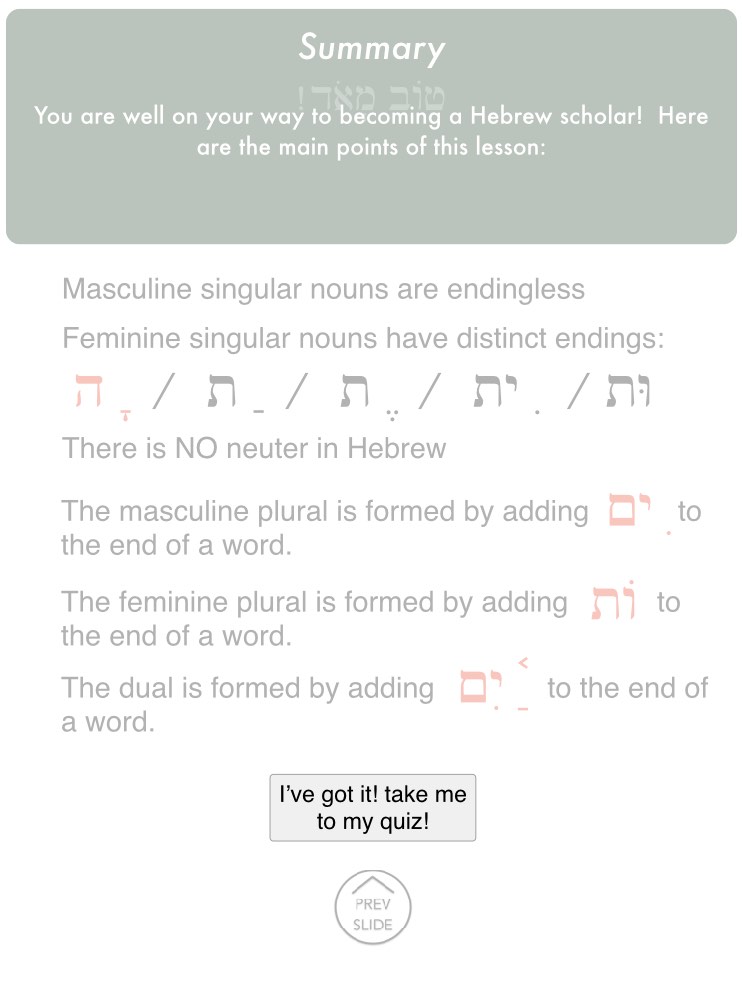 Summary
טוֹב מְאֹד!
You are well on your way to becoming a Hebrew scholar! Here
are the main points of this lesson:
Masculine singular nouns are endingless
Feminine singular nouns have distinct endings:
ָה / ַת / ֶת / ִית / וּת
There is NO neuter in Hebrew
The masculine plural is formed by adding ִים to
the end of a word.
The feminine plural is formed by adding וֹת to
the end of a word.
The dual is formed by adding ַ֫יִם to the end of
a word.
I’ve got it! take me
to my quiz!
PREV
SLIDE